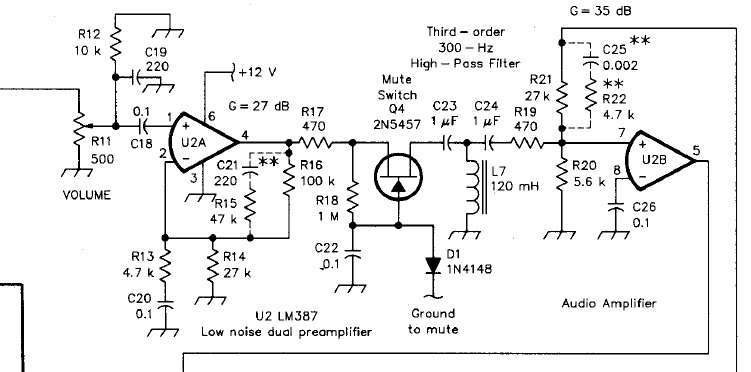 G = 35 dB
R12
10 k
C19
220
+12 V
Third – order
300 – Hz
High – Pass Filter
C25 **
0.002
**
R22
4.7 k
R21
27 k
Mute
Switch
Q4
2N5457
G = 27 dB
R17
470
C23
1 µF
C24
1 µF
R19
470
0.1
C18
1
+
6
U2A
4
2
−
3
R11
500
VOLUME
C21 **
220
R16
100 k
R15
47 k
R18
1 M
L7
120 mH
7
+
U2B
5
8
−
R20
5.6 k
C26
0.1
R13
4.7 k
R14
27 k
C22
0.1
D1
1N4148
C20
0.1
U2 LM387
Low noise dual preamplifier
Ground
to mute
Audio Amplifier